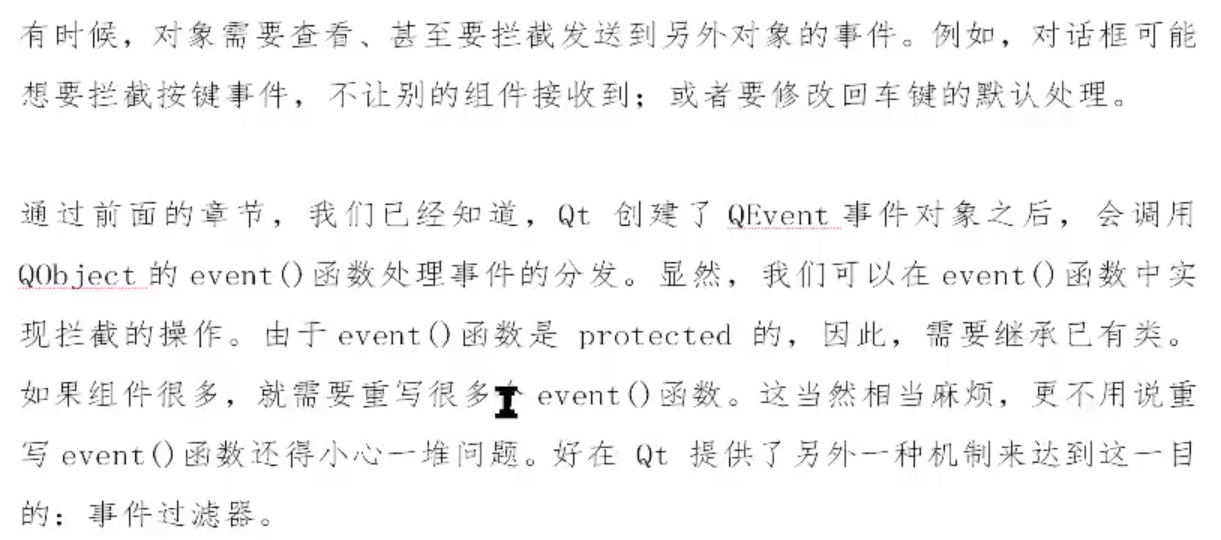 有时候，对象需要查看、甚至要拦截发送到另外对象的事件。例如，对话框可能
想要拦截按键事件，不让别的组件接收到；或者要修改回车键的默认处理。
通过前面的章节，我们已经知道，Qt 创建了 QEvent 事件对象之后，会调用
QObject 的 event()函数处理事件的分发。显然，我们可以在 event()函数中实
现拦截的操作。由于 event()函数是 protected 的，因此，需要继承已有类。
如果组件很多，就需要重写很多 event()函数。这当然相当麻烦，更不用说重
写 event()函数还得小心一堆问题。好在 Qt 提供了另外一种机制来达到这一目
的：事件过滤器。